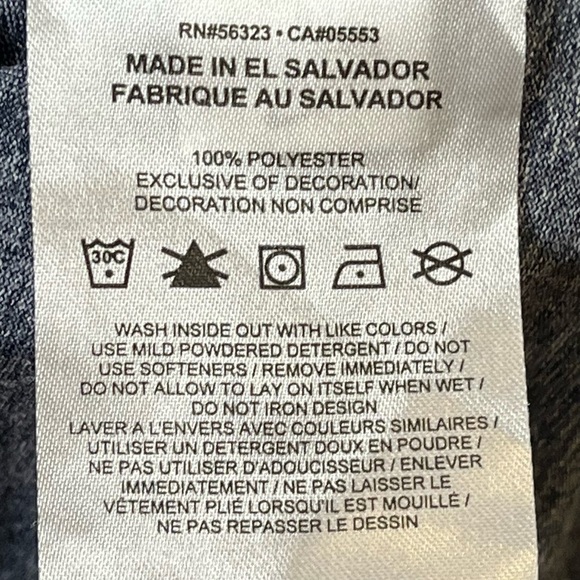 RN#56323 • CA#05553
MADE IN EL SALVADOR
FABRIQUE AU SALVADOR
100% POLYESTER
EXCLUSIVE OF DECORATION/
DECORATION NON COMPRISE
30C
WASH INSIDE OUT WITH LIKE COLORS /
USE MILD POWDERED DETERGENT / DO NOT
USE SOFTENERS / REMOVE IMMEDIATELY /
DO NOT ALLOW TO LAY ON ITSELF WHEN WET /
DO NOT IRON DESIGN
LAVER A L'ENVERS AVEC COULEURS SIMILAIRES /
UTILISER UN DETERGENT DOUX EN POUDRE /
NE PAS UTILISER D'ADOUCISSEUR / ENLEVER
IMMEDIATEMENT / NE PAS LAISSER LE
VÊTEMENT PLIÉ LORSQU'IL EST MOUILLÉ /
NE PAS REPASSER LE DESSIN